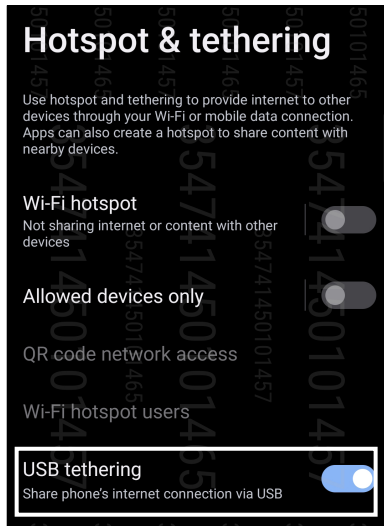 Hotspot & tethering
Use hotspot and tethering to provide internet to other
devices through your Wi-Fi or mobile data connection.
Apps can also create a hotspot to share content with
nearby devices.
Wi-Fi hotspot
Not sharing internet or content with other
devices
Allowed devices only
QR code network access
Wi-Fi hotspot users
USB tethering
Share phone's internet connection via USB